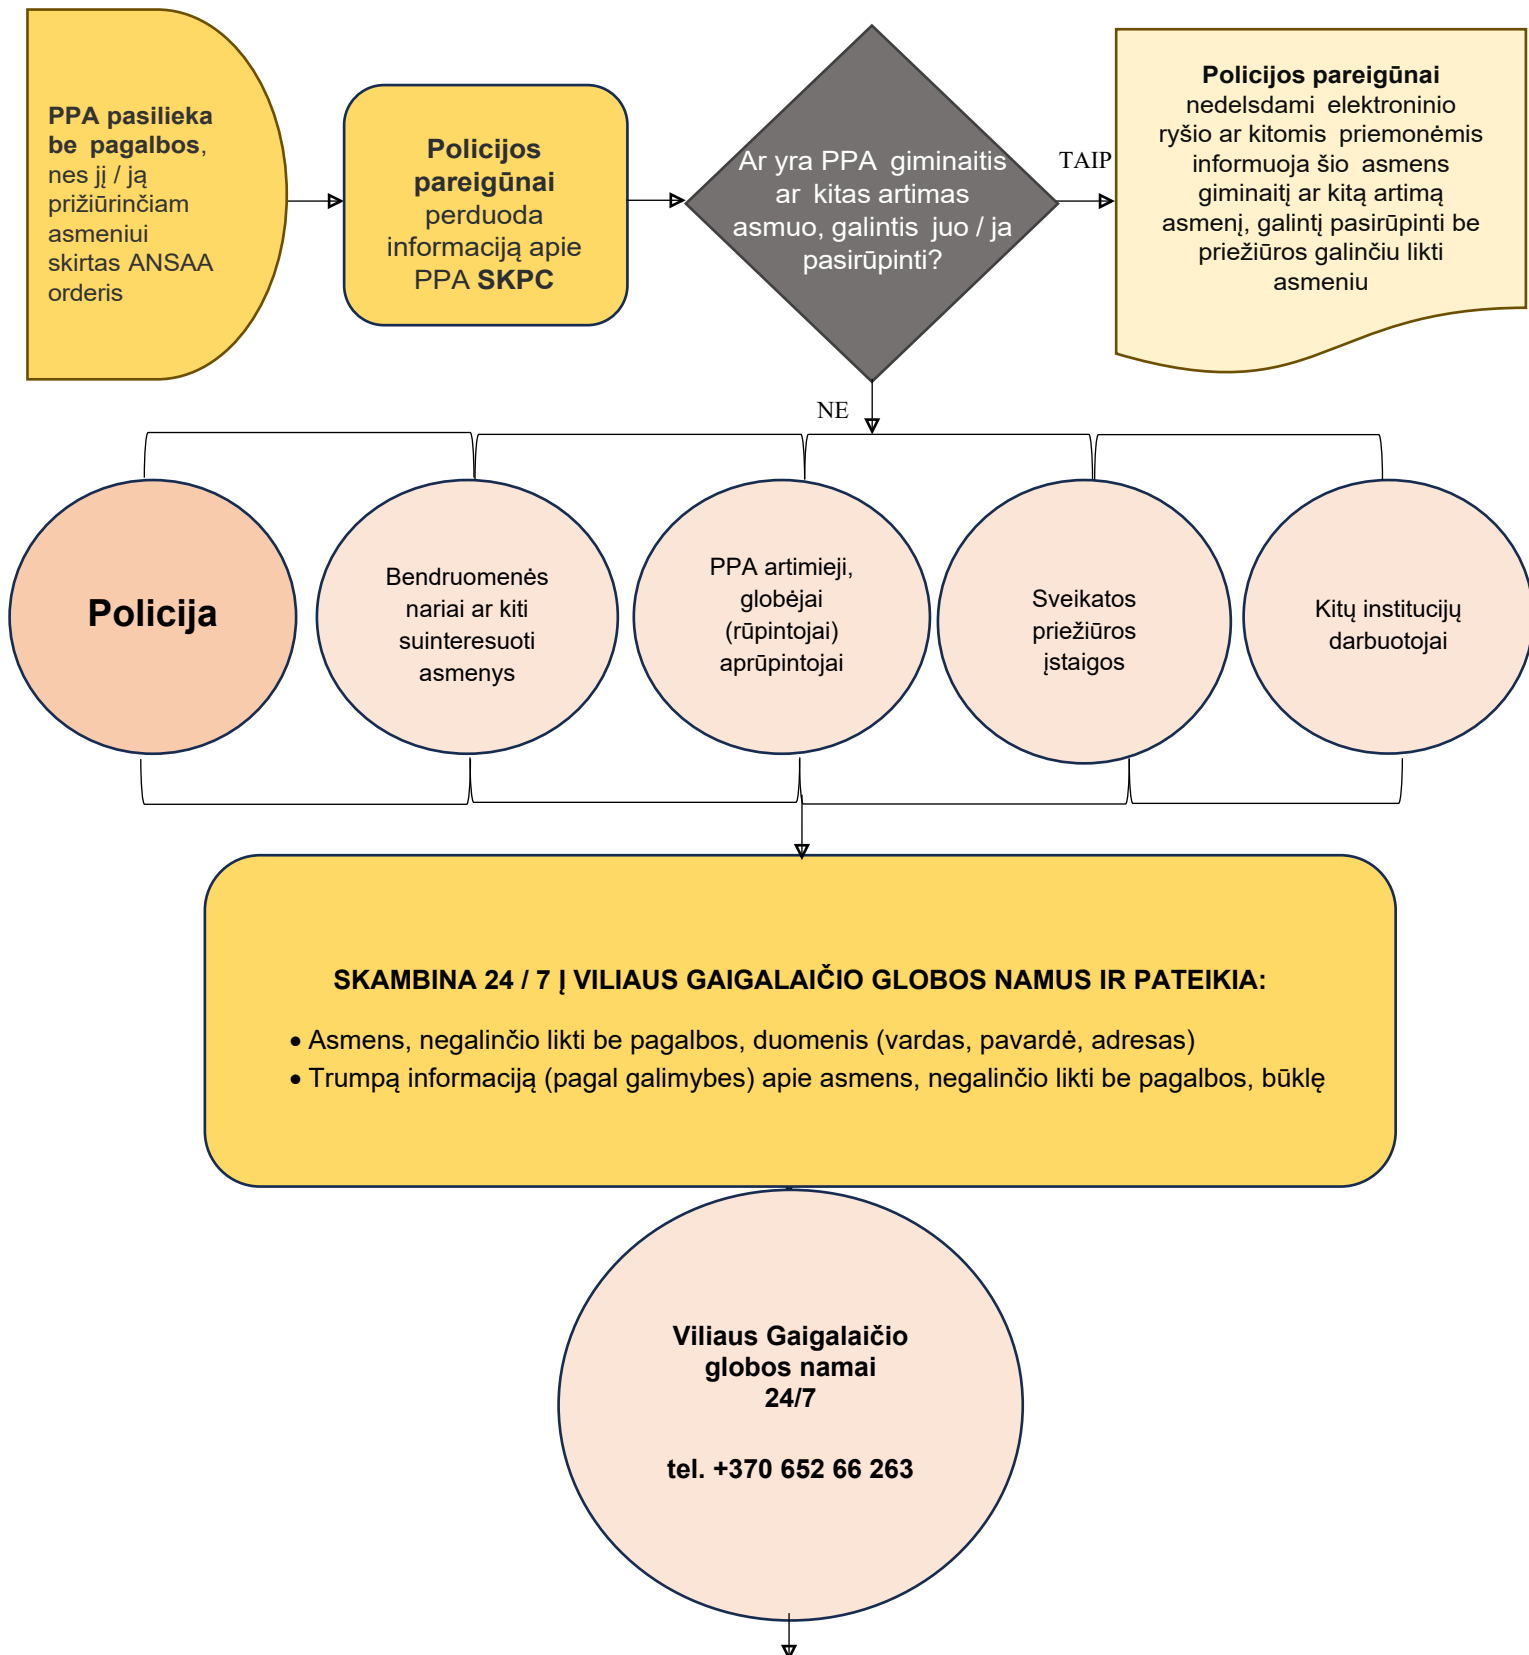 PPA pasilieka
be pagalbos,
nes jį / ją
prižiūrinčiam
asmeniui
skirtas ANSAA
orderis
Policijos
pareigūnai
perduoda
informaciją apie
PPA SKPC
Ar yra PPA giminaitis
ar kitas artimas
asmuo, galintis juo / ja
pasirūpinti?
TAIP
Policijos pareigūnai
nedelsdami elektroninio
ryšio ar kitomis priemonėmis
informuoja šio asmens
giminaitį ar kitą artimą
asmenį, galintį pasirūpinti be
priežiūros galinčiu likti
asmeniu
NE
Policija
Bendruomenės
nariai ar kiti
suinteresuoti
asmenys
PPA artimieji,
globėjai
(rūpintojai)
aprūpintojai
Sveikatos
priežiūros
įstaigos
Kitų institucijų
darbuotojai
SKAMBINA 24 / 7 Į VILIAUS GAIGALAIČIO GLOBOS NAMUS IR PATEIKIA:
• Asmens, negalinčio likti be pagalbos, duomenis (vardas, pavardė, adresas)
• Trumpą informaciją (pagal galimybes) apie asmens, negalinčio likti be pagalbos, būklę
Viliaus Gaigalaičio
globos namai
24/7
tel. +370 652 66 263